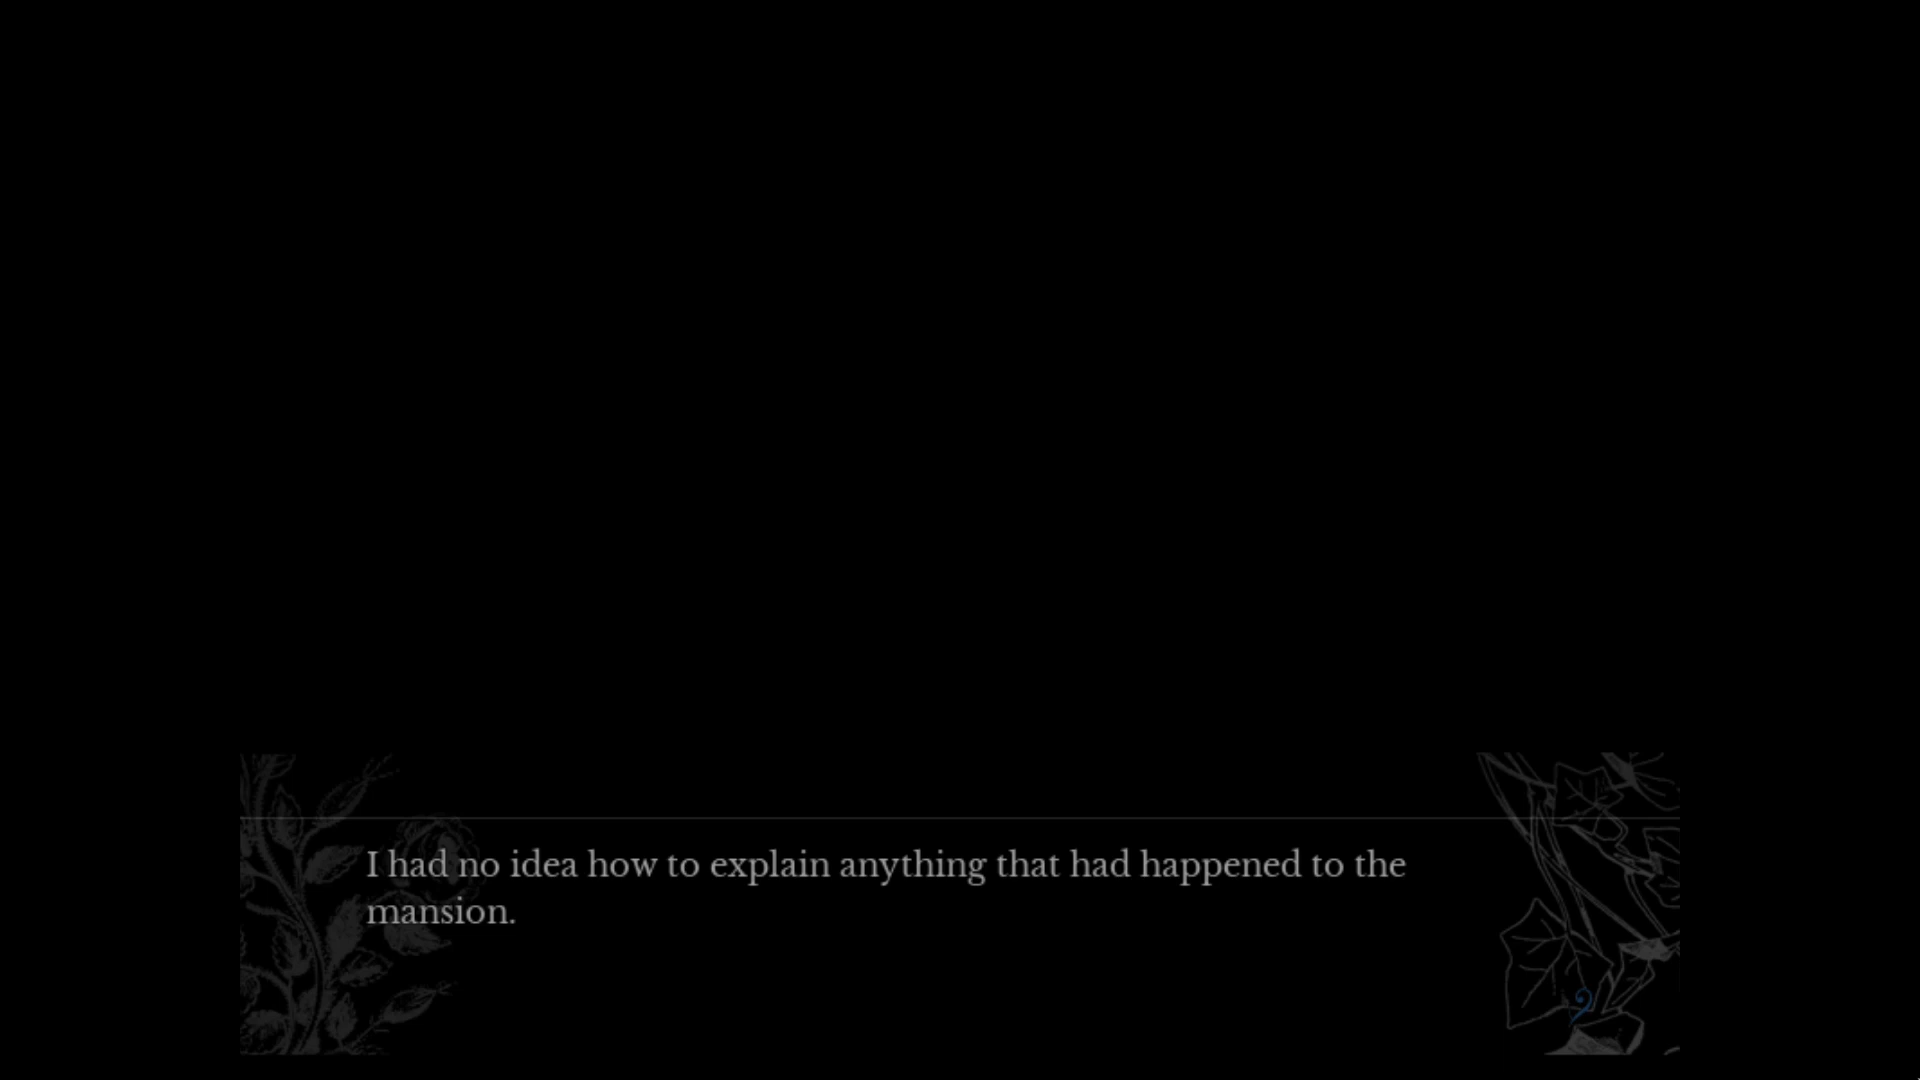 I had no idea how to explain anything that had happened to the
mansion.